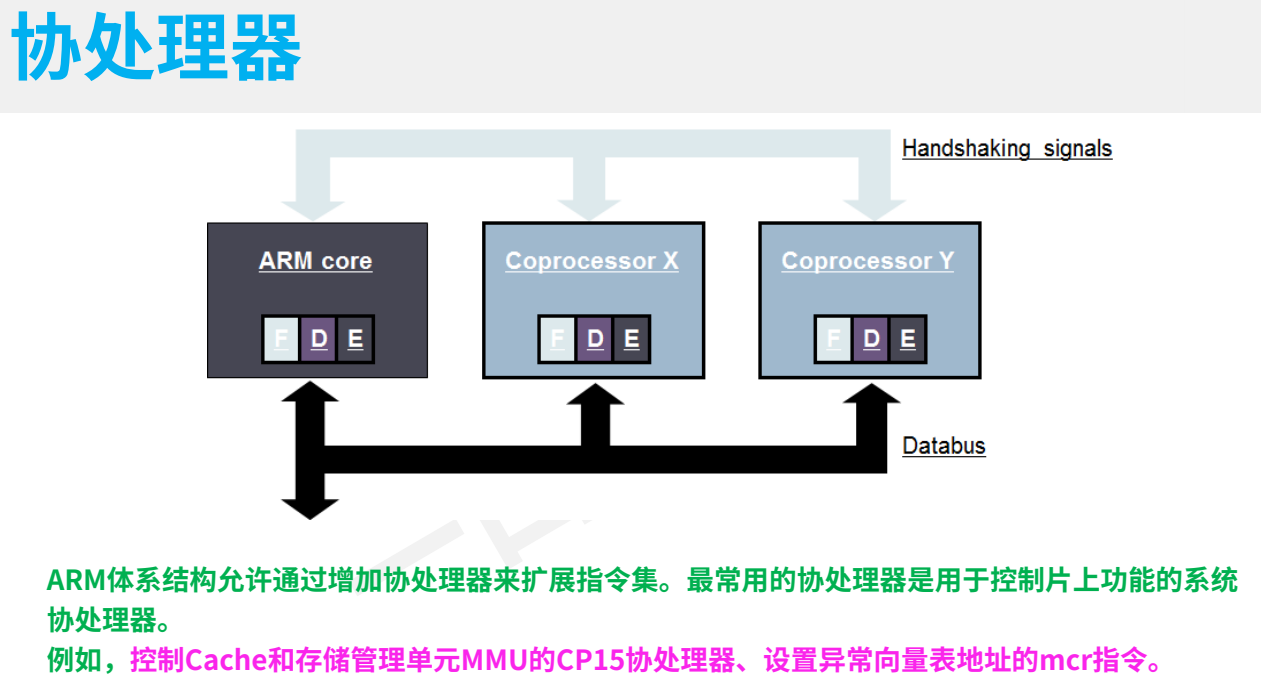 协处理器
Handshaking signals
ARM core
Coprocessor X
Coprocessor Y
F D E
F D E
F D E
Databus
ARM体系结构允许通过增加协处理器来扩展指令集。最常用的协处理器是用于控制片上功能的系统
协处理器。
例如，控制Cache和存储管理单元MMU的CP15协处理器、设置异常向量表地址的mcr指令。